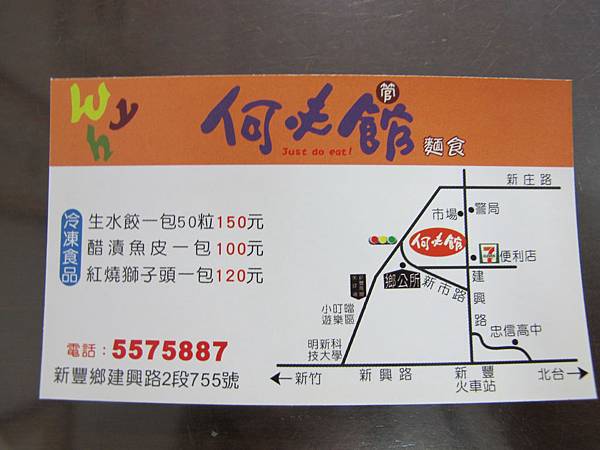 Why
何必館
管
麵食
Just do eat!
冷凍食品
生水餃一包50粒150元
醋漬魚皮一包100元
紅燒獅子頭一包120元
電話:5575887
新豐鄉建興路2段755號
新庄路
市場
警局
何必館
7
便利店
鄉公所
新市路
建興路
小叮噹
遊樂區
忠信高中
明新科
技大學
←新竹
新興路
新豐
火車站
北台→